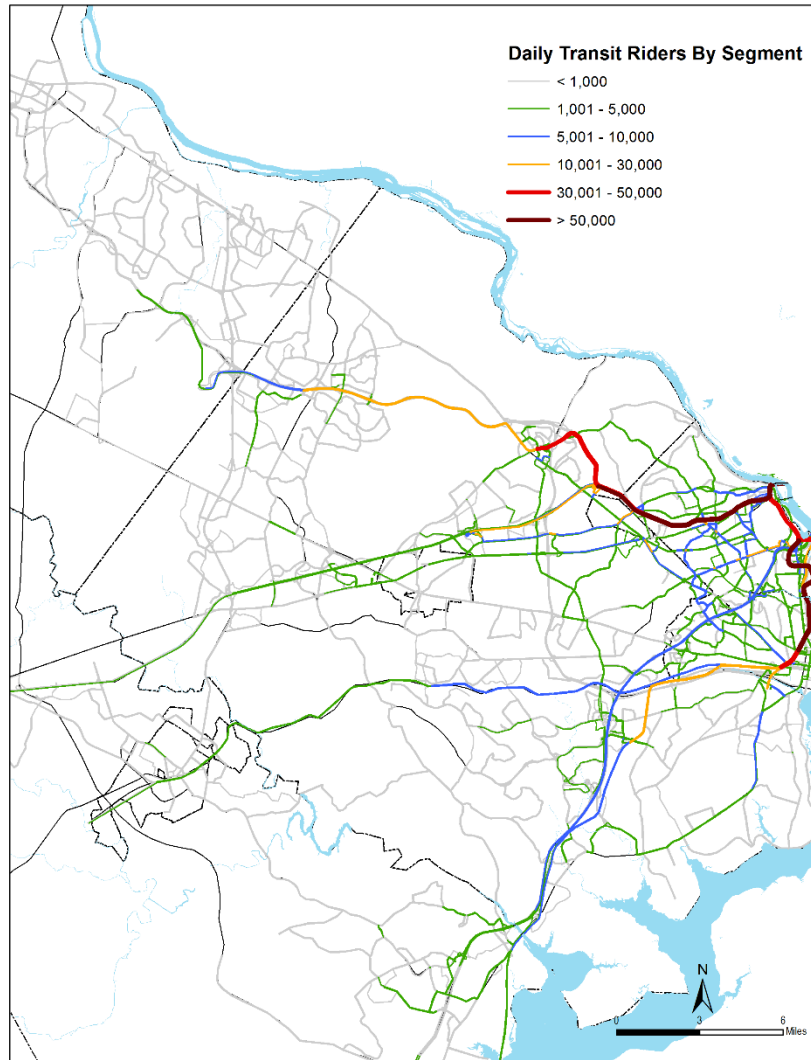 Daily Transit Riders By Segment
< 1,000
1,001 - 5,000
5,001 - 10,000
10,001 - 30,000
30,001 - 50,000
> 50,000
N
0 3 6
Miles